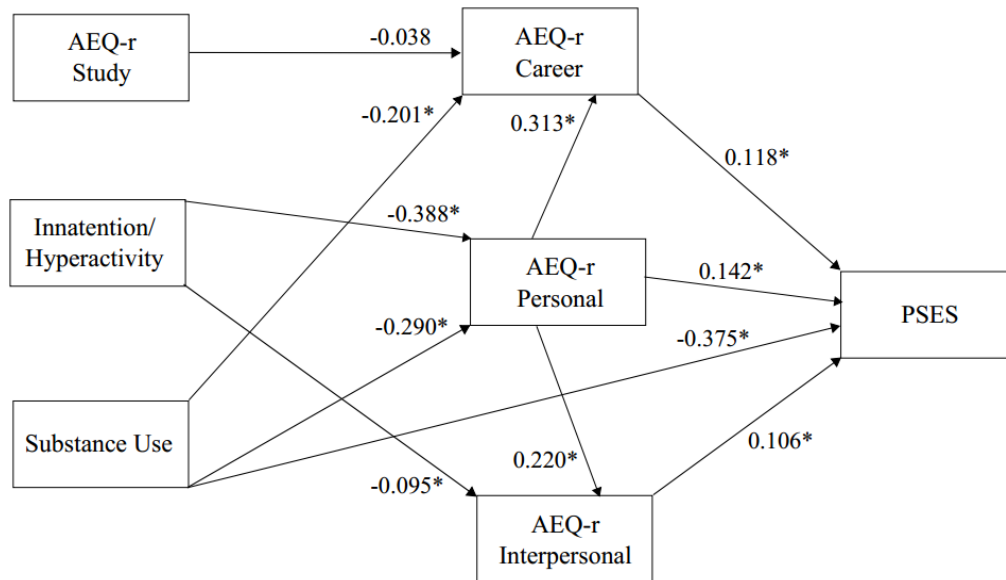 AEQ-r
Study
-0.038
AEQ-r
Career
-0.201*
0.313*
0.118*
Innatention/
Hyperactivity
-0.388*
AEQ-r
Personal
0.142*
PSES
-0.290*
-0.375*
Substance Use
0.220*
0.106*
-0.095*
AEQ-r
Interpersonal